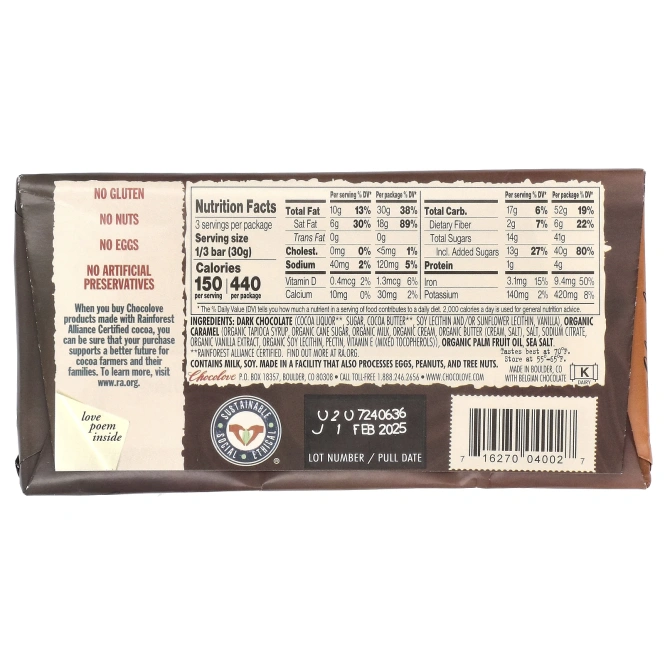 NO GLUTEN
NO NUTS
NO EGGS
NO ARTIFICIAL
PRESERVATIVES
When you buy Chocolove
products made with Rainforest
Alliance Certified cocoa, you
can be sure that your purchase
supports a better future for
cocoa farmers and their
families. To learn more, visit
www.ra.org.
love
poem
inside
Nutrition Facts
3 servings per package
Serving size
1/3 bar (30g)
Calories
150 440
per serving per package
Per serving % DV* Per package % DV*
Total Fat 10g 13% 30g 38%
Sat Fat 6g 30% 18g 89%
Trans Fat 0g 0g
Cholest. 0mg 0% <5mg 1%
Sodium 40mg 2% 120mg 5%
Vitamin D 0.4mcg 2% 1.3mcg 6%
Calcium 10mg 0% 30mg 2%
Per serving % DV* Per package % DV*
Total Carb. 17g 6% 52g 19%
Dietary Fiber 2g 7% 6g 22%
Total Sugars 14g 41g
Incl. Added Sugars 13g 27% 40g 80%
Protein 1g 4g
Iron 3.1mg 15% 9.4mg 50%
Potassium 140mg 2% 420mg 8%
* The % Daily Value (DV) tells you how much a nutrient in a serving of food contributes to a daily diet. 2,000 calories a day is used for general nutrition advice.
INGREDIENTS: DARK CHOCOLATE (COCOA LIQUOR**, SUGAR, COCOA BUTTER**, SOY LECITHIN AND/OR SUNFLOWER LECITHIN, VANILLA), ORGANIC
CARAMEL (ORGANIC TAPIOCA SYRUP, ORGANIC CANE SUGAR, ORGANIC MILK, ORGANIC CREAM, ORGANIC BUTTER (CREAM, SALT), SALT, SODIUM CITRATE,
ORGANIC VANILLA EXTRACT, ORGANIC SOY LECITHIN, PECTIN, VITAMIN E (MIXED TOCOPHEROLS)), ORGANIC PALM FRUIT OIL, SEA SALT.
**RAINFOREST ALLIANCE CERTIFIED. FIND OUT MORE AT RA.ORG.
Tastes best at 70°F.
Store at 55°-65°F.
CONTAINS MILK, SOY. MADE IN A FACILITY THAT ALSO PROCESSES EGGS, PEANUTS, AND TREE NUTS.
Chocolove P.O. BOX 18357, BOULDER, CO 80308 • CALL TOLL-FREE 1.888.246.2656 • WWW.CHOCOLOVE.COM
MADE IN BOULDER, CO
WITH BELGIAN CHOCOLATE
K
DAIRY
SUSTAINABLE
SOCIAL ETHICAL
®
U2U7240636
J1 FEB 2025
LOT NUMBER / PULL DATE
7 16270 04002 7